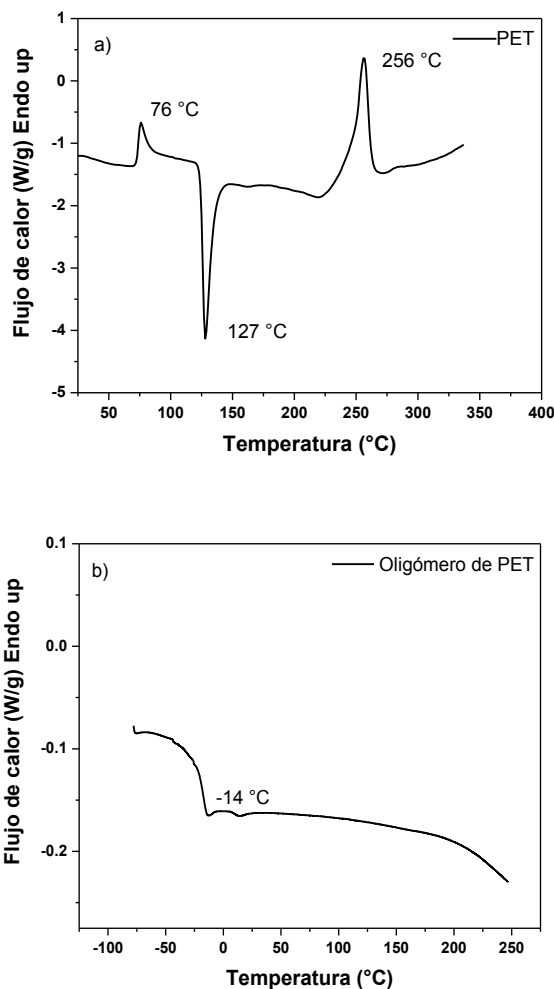 a)
PET
256 °C
76 °C
127 °C
1
0
-1
-2
-3
-4
-5
Flujo de calor (W/g) Endo up
50 100 150 200 250 300 350 400
Temperatura (°C)
b)
Oligómero de PET
-14 °C
0.1
0.0
-0.1
-0.2
Flujo de calor (W/g) Endo up
-100 -50 0 50 100 150 200 250
Temperatura (°C)